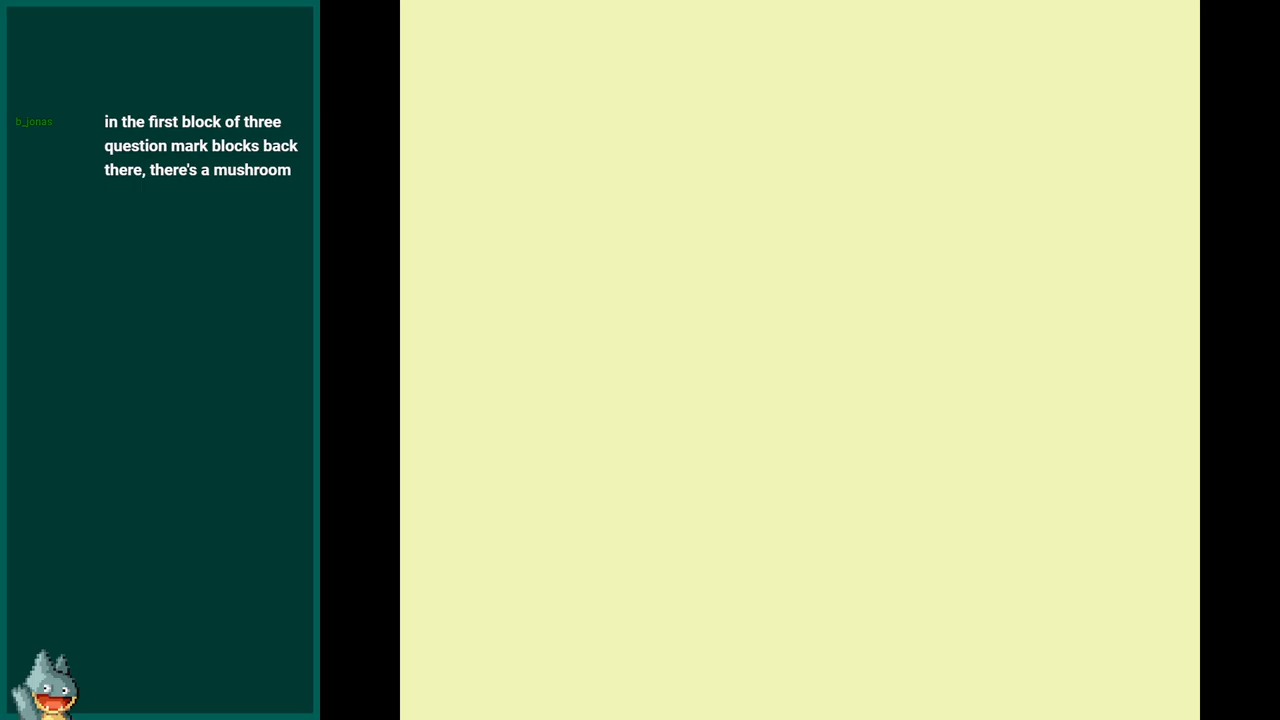 b_jonas in the first block of three
question mark blocks back
there, there's a mushroom